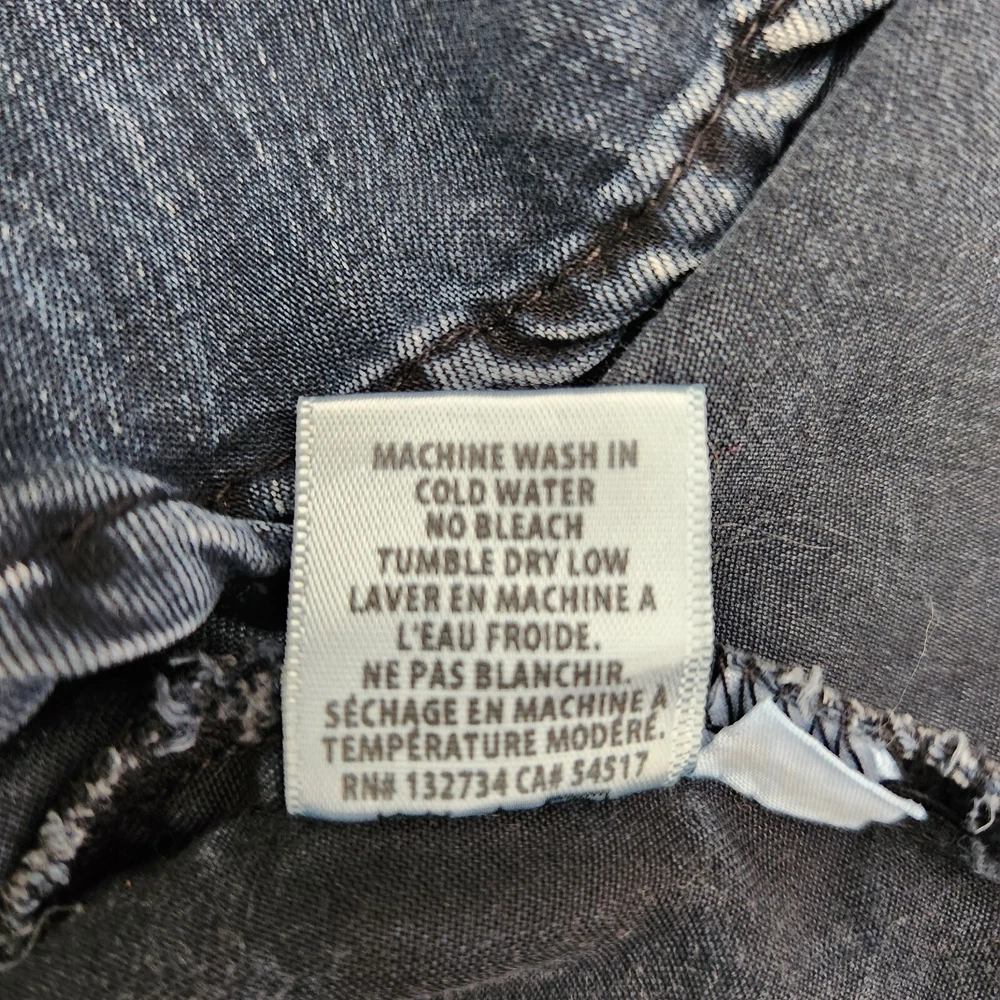 MACHINE WASH IN
COLD WATER
NO BLEACH
TUMBLE DRY LOW
LAVER EN MACHINE A
L'EAU FROIDE.
NE PAS BLANCHIR.
SÉCHAGE EN MACHINE À
TEMPÉRATURE MODÉRÉ.
RN# 132734 CA# 54517